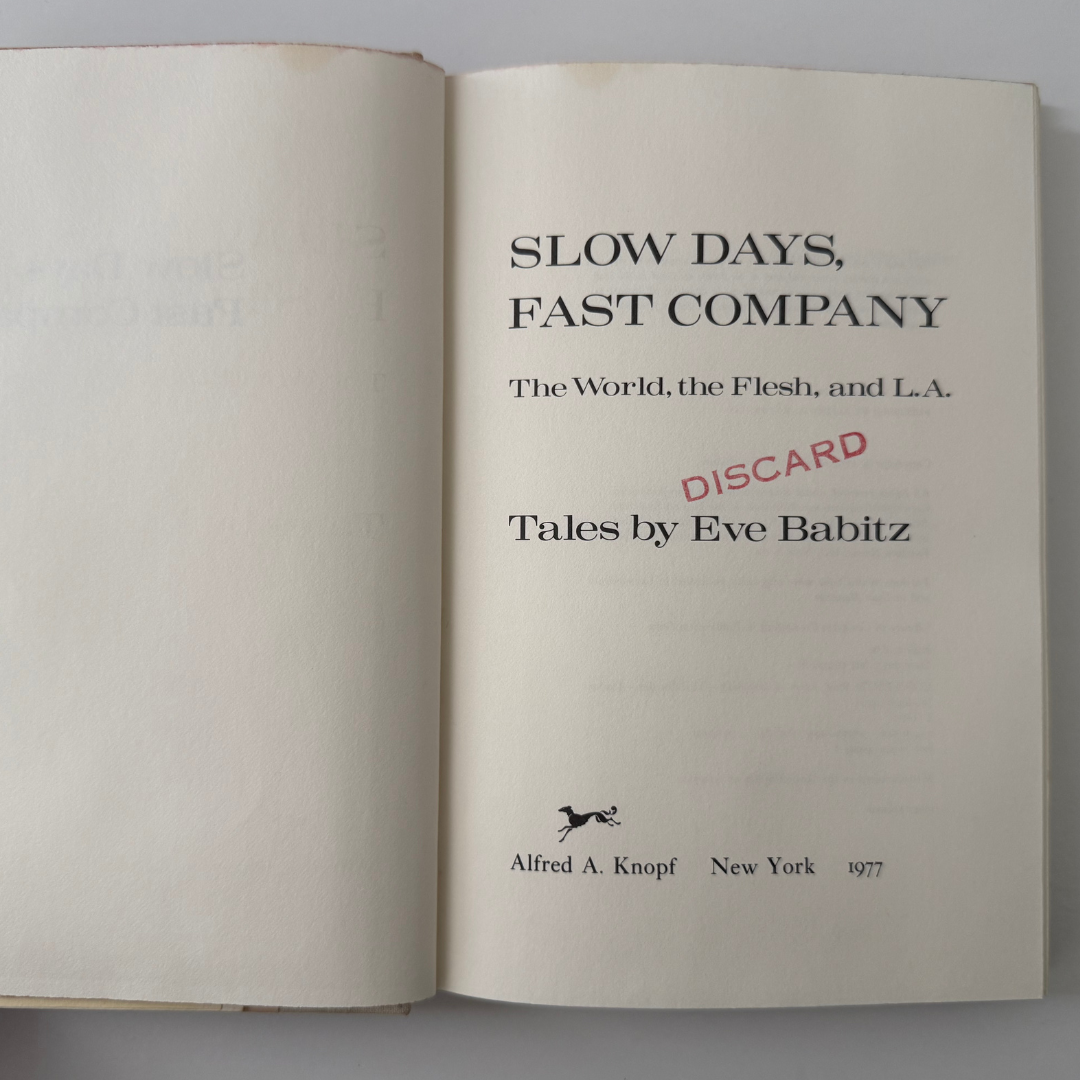 SLOW DAYS,
FAST COMPANY
The World, the Flesh, and L.A.
DISCARD
Tales by Eve Babitz
Alfred A. Knopf New York 1977